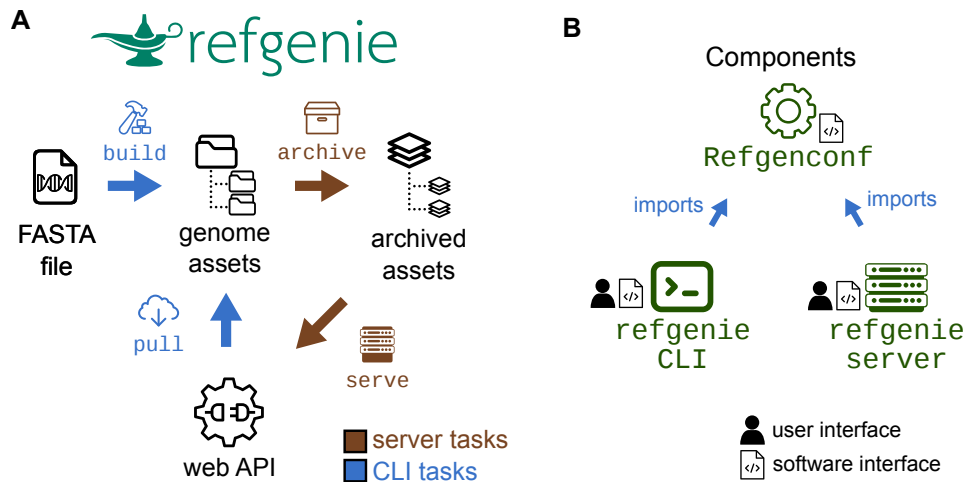 A
refgenie
build
archive
FASTA
file
genome
assets
archived
assets
pull
serve
web API
server tasks
CLI tasks
B
Components
</>
Refgenconf
imports
imports
</>
</>
refgenie
CLI
refgenie
server
user interface
</>
software interface